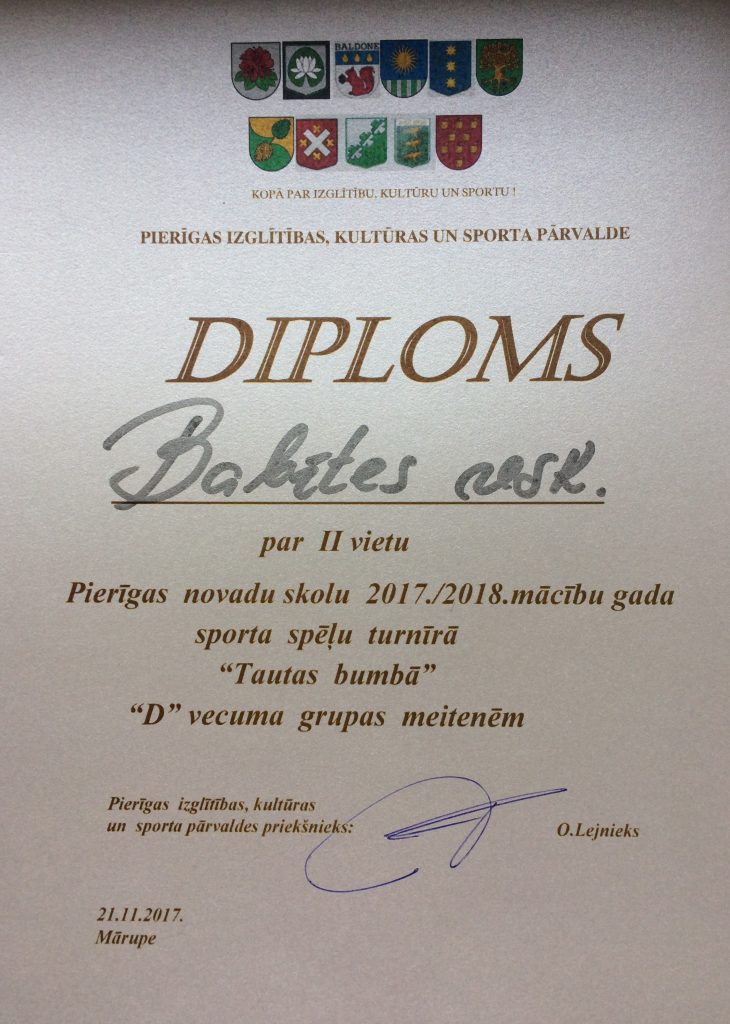 BALDONE
KOPĀ PAR IZGLĪTĪBU, KULTŪRU UN SPORTU !
PIERĪGAS IZGLĪTĪBAS, KULTŪRAS UN SPORTA PĀRVALDE
DIPLOMS
Babītes vsk.
par II vietu
Pierīgas novadu skolu 2017./2018.mācību gada
sporta spēļu turnīrā
“Tautas bumbā”
“D” vecuma grupas meitenēm
Pierīgas izglītības, kultūras
un sporta pārvaldes priekšnieks:
O.Lejnieks
21.11.2017.
Mārupe